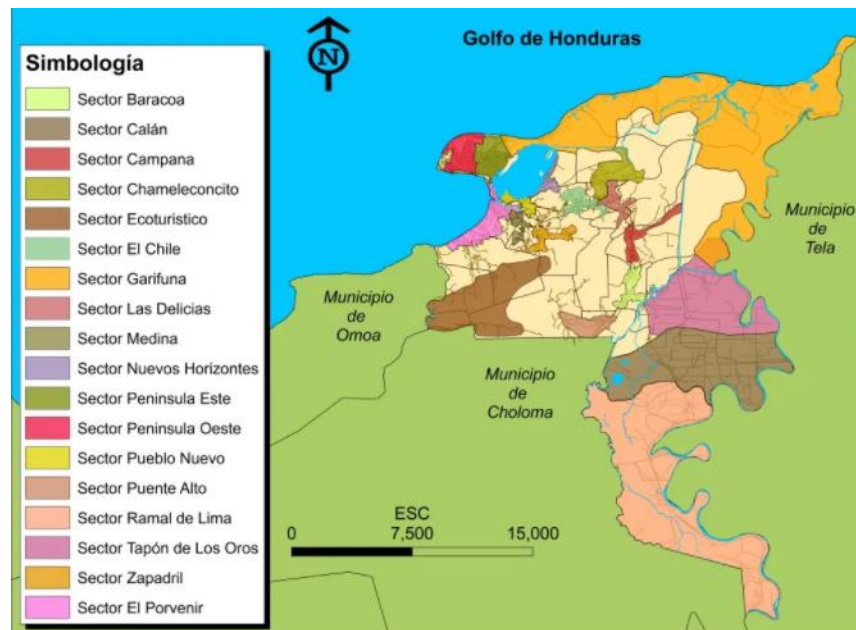 Golfo de Honduras
N
Simbología
Sector Baracoa
Sector Calán
Sector Campana
Sector Chameleconcito
Sector Ecoturistico
Sector El Chile
Sector Garifuna
Sector Las Delicias
Sector Medina
Sector Nuevos Horizontes
Sector Peninsula Este
Sector Peninsula Oeste
Sector Pueblo Nuevo
Sector Puente Alto
Sector Ramal de Lima
Sector Tapón de Los Oros
Sector Zapadril
Sector El Porvenir
Municipio
de
Tela
Municipio
de
Omoa
Municipio
de
Choloma
ESC
0 7,500 15,000